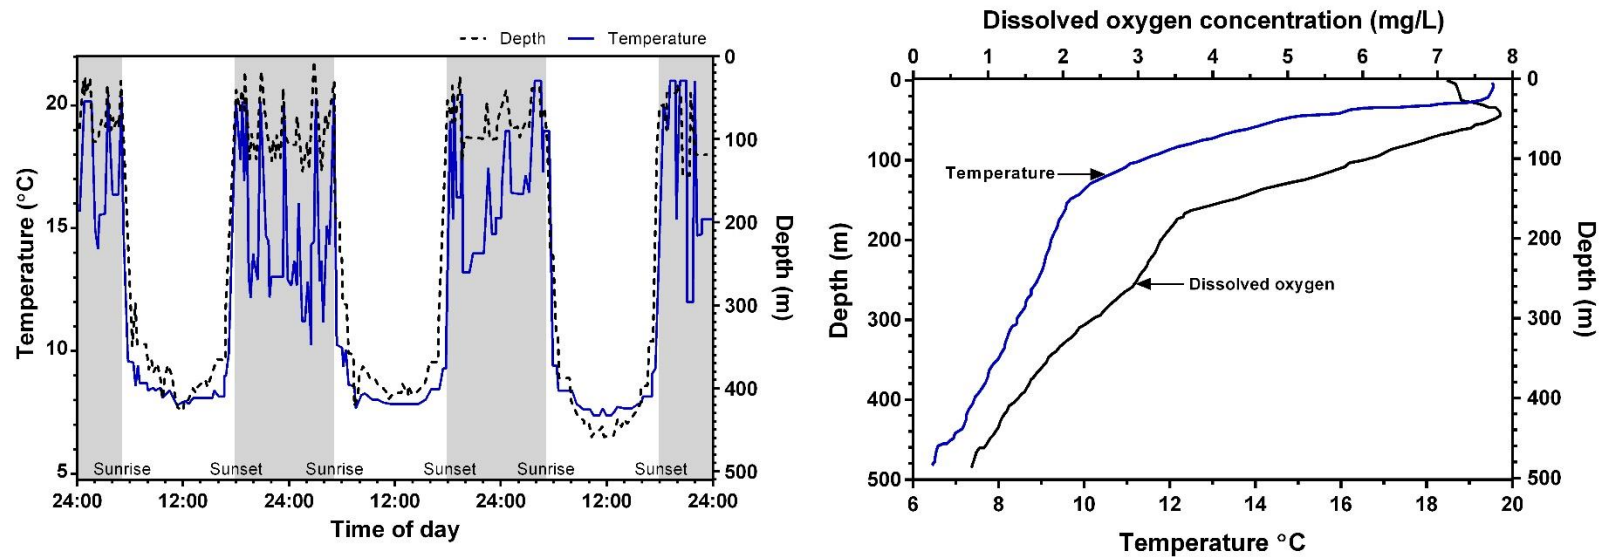 Depth Temperature
Temperature (°C)
20
15
10
5
0
100
200
300
400
500
Depth (m)
Sunrise Sunset Sunrise Sunset Sunrise Sunset
24:00 12:00 24:00 12:00 24:00 12:00 24:00
Time of day
Dissolved oxygen concentration (mg/L)
0 1 2 3 4 5 6 7 8
Depth (m)
0
100
200
300
400
500
Temperature
Dissolved oxygen
0
100
200
300
400
500
Depth (m)
6 8 10 12 14 16 18 20
Temperature °C